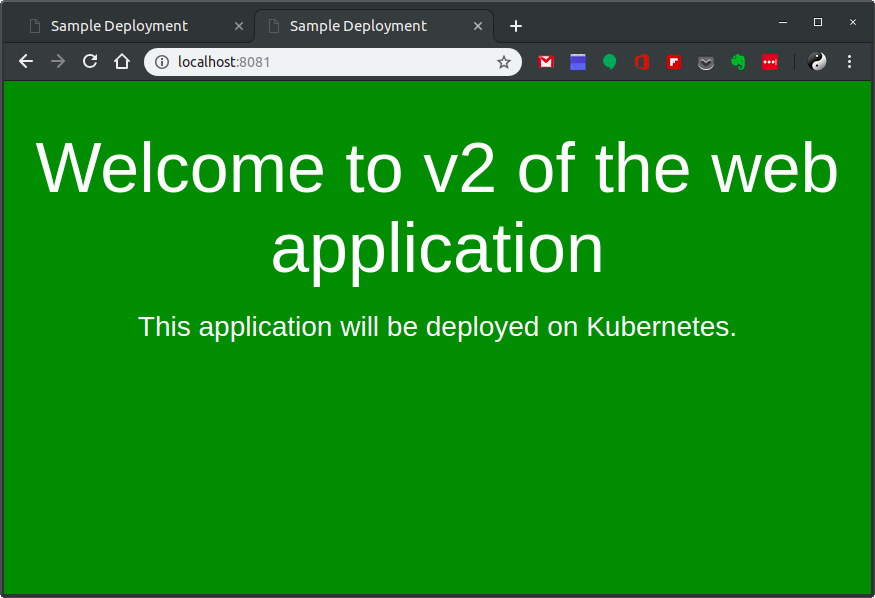 Sample Deployment
Sample Deployment
localhost:8081
Welcome to v2 of the web
application
This application will be deployed on Kubernetes.